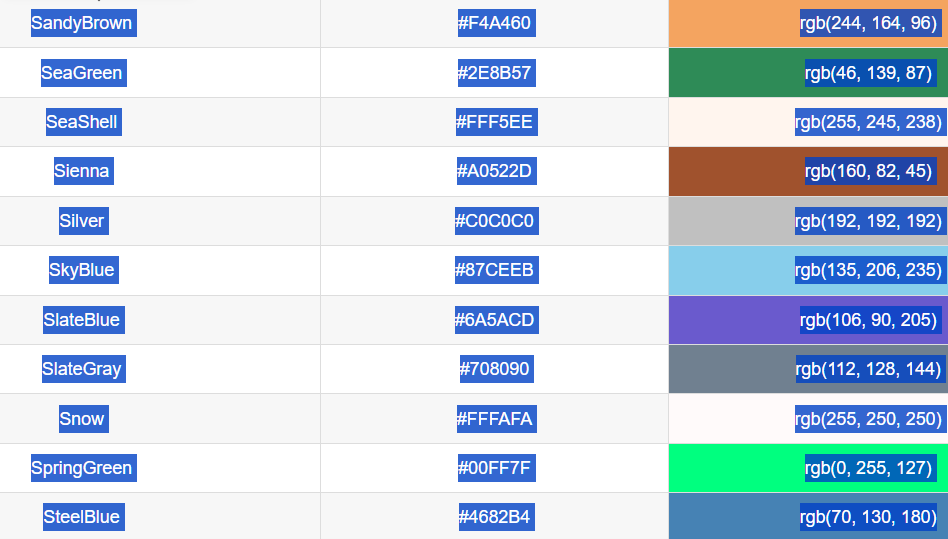 SandyBrown #F4A460 rgb(244, 164, 96)
SeaGreen #2E8B57 rgb(46, 139, 87)
SeaShell #FFF5EE rgb(255, 245, 238)
Sienna #A0522D rgb(160, 82, 45)
Silver #C0C0C0 rgb(192, 192, 192)
SkyBlue #87CEEB rgb(135, 206, 235)
SlateBlue #6A5ACD rgb(106, 90, 205)
SlateGray #708090 rgb(112, 128, 144)
Snow #FFFAFA rgb(255, 250, 250)
SpringGreen #00FF7F rgb(0, 255, 127)
SteelBlue #4682B4 rgb(70, 130, 180)